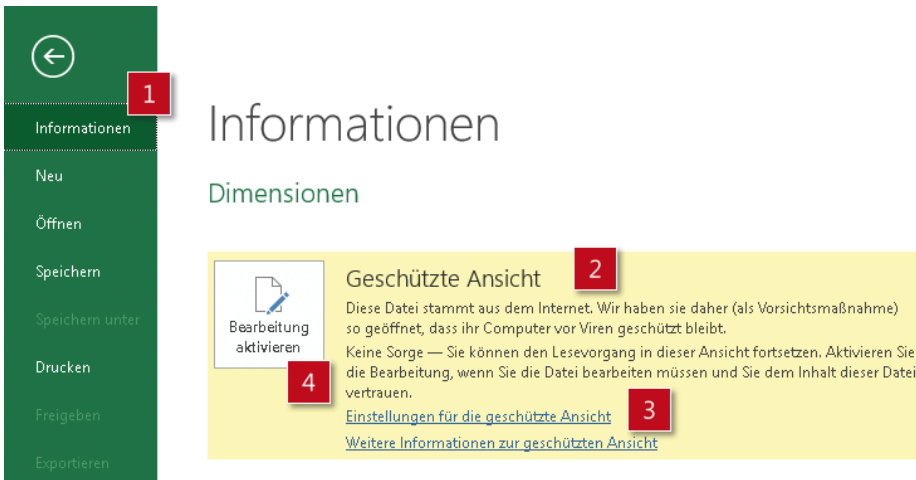 1
Informationen
Neu
Öffnen
Speichern
Speichern unter
Drucken
Freigeben
Exportieren
Informationen
Dimensionen
Bearbeitung
aktivieren
4
Geschützte Ansicht
2
Diese Datei stammt aus dem Internet. Wir haben sie daher (als Vorsichtsmaßnahme)
so geöffnet, dass ihr Computer vor Viren geschützt bleibt.
Keine Sorge — Sie können den Lesevorgang in dieser Ansicht fortsetzen. Aktivieren Sie
die Bearbeitung, wenn Sie die Datei bearbeiten müssen und Sie dem Inhalt dieser Datei
vertrauen.
Einstellungen für die geschützte Ansicht
3
Weitere Informationen zur geschützten Ansicht